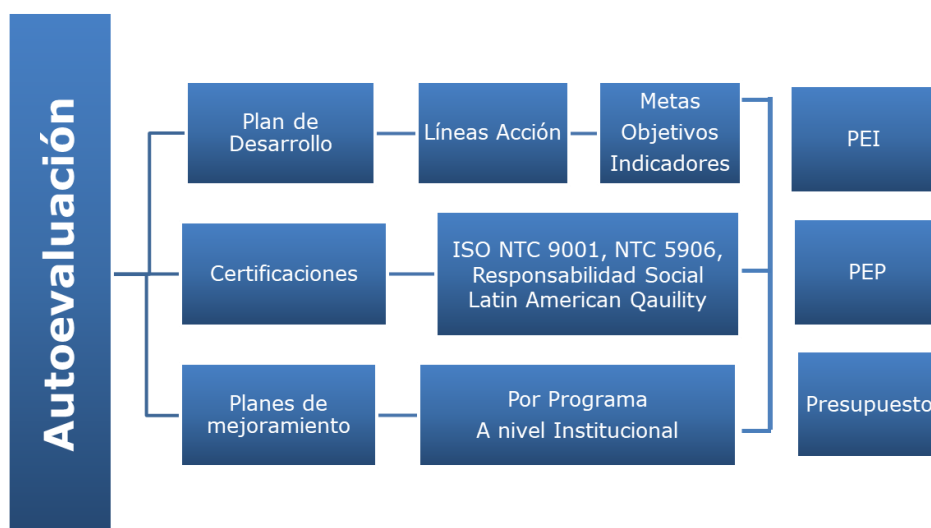 Autoevaluación
Plan de
Desarrollo
Líneas Acción
Metas
Objetivos
Indicadores
PEI
Certificaciones
ISO NTC 9001, NTC 5906,
Responsabilidad Social
Latin American Qauility
PEP
Planes de
mejoramiento
Por Programa
A nivel Institucional
Presupuesto